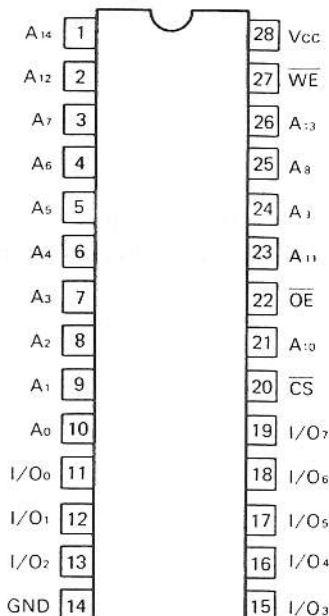 A14 1 28 Vcc
A12 2 27 WE
A7 3 26 A13
A6 4 25 A8
A5 5 24
A4 6 23 A11
A3 7 22 OE
A2 8 21 A10
A1 9 20 CS
A0 10 19 I/O7
I/O0 11 18 I/O6
I/O1 12 17 I/O5
I/O2 13 16 I/O4
GND 14 15 I/O3